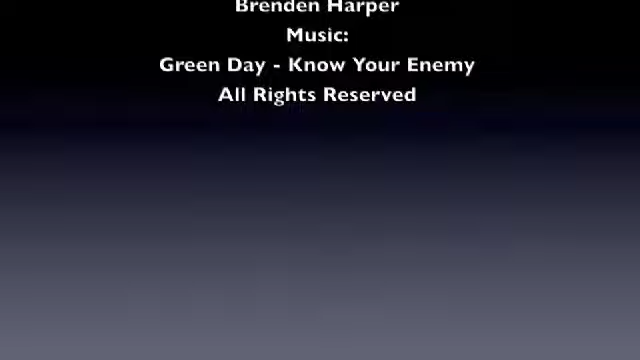 Brenden Harper
Music:
Green Day - Know Your Enemy
All Rights Reserved